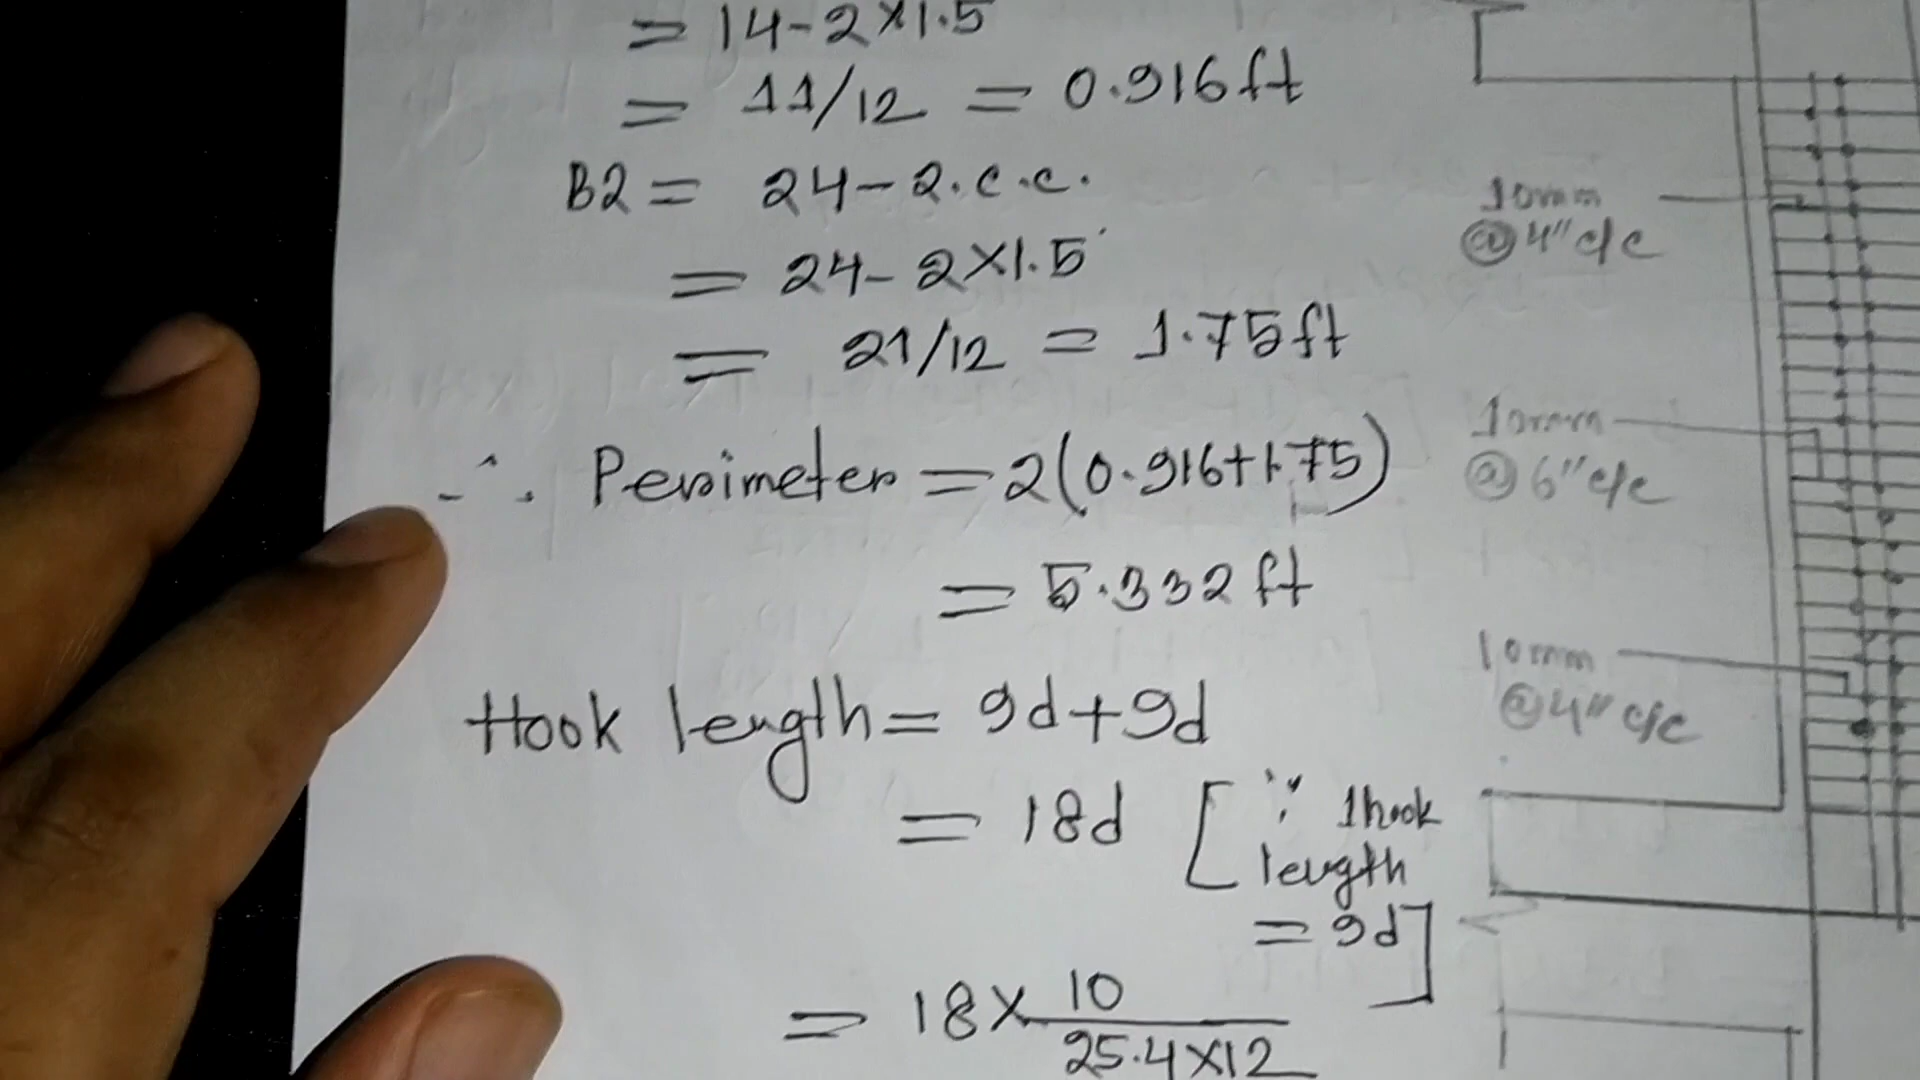 = 14-2×1.5
= 11/12 = 0.916ft
B2 = 24-2.c.c.
= 24-2×1.5
= 21/12 = 1.75ft
∴ Perimeter = 2(0.916+1.75)
= 5.332 ft
Hook length = 9d+9d
= 18d [∵ 1hook
length
= 9d]
= 18× 10
25.4×12
10mm
@4"c/c
10mm
@6"c/c
10mm
@4"c/c